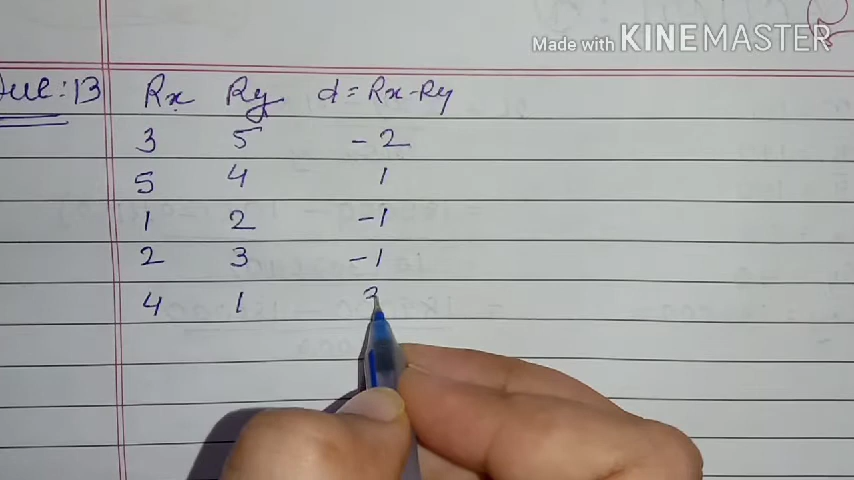 Made with KINEMASTER
Que:13 Rx Ry d = Rx-Ry
3 5 -2
5 4 1
1 2 -1
2 3 -1
4 1 3